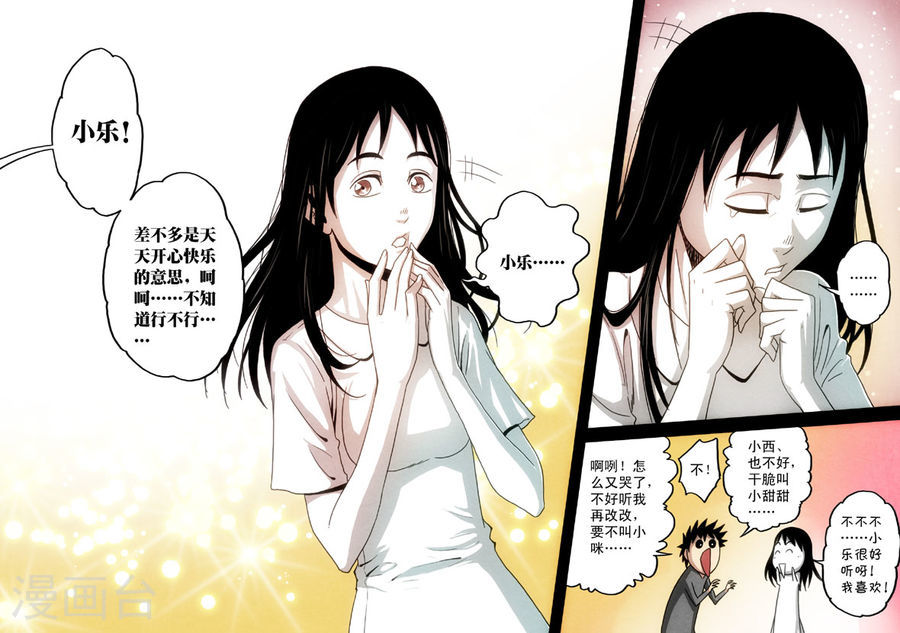 小乐！
差不多是天
天开心快乐
的意思，呵
呵……不知
道行不行…
…
小乐……
……
……
啊咧！怎
么又哭了，
不好听我
再改改，
要不叫小
咪……
不！
小西、
也不好，
干脆叫
小甜甜
……
不不不
……小
乐很好
听呀！
我喜欢！
漫画台